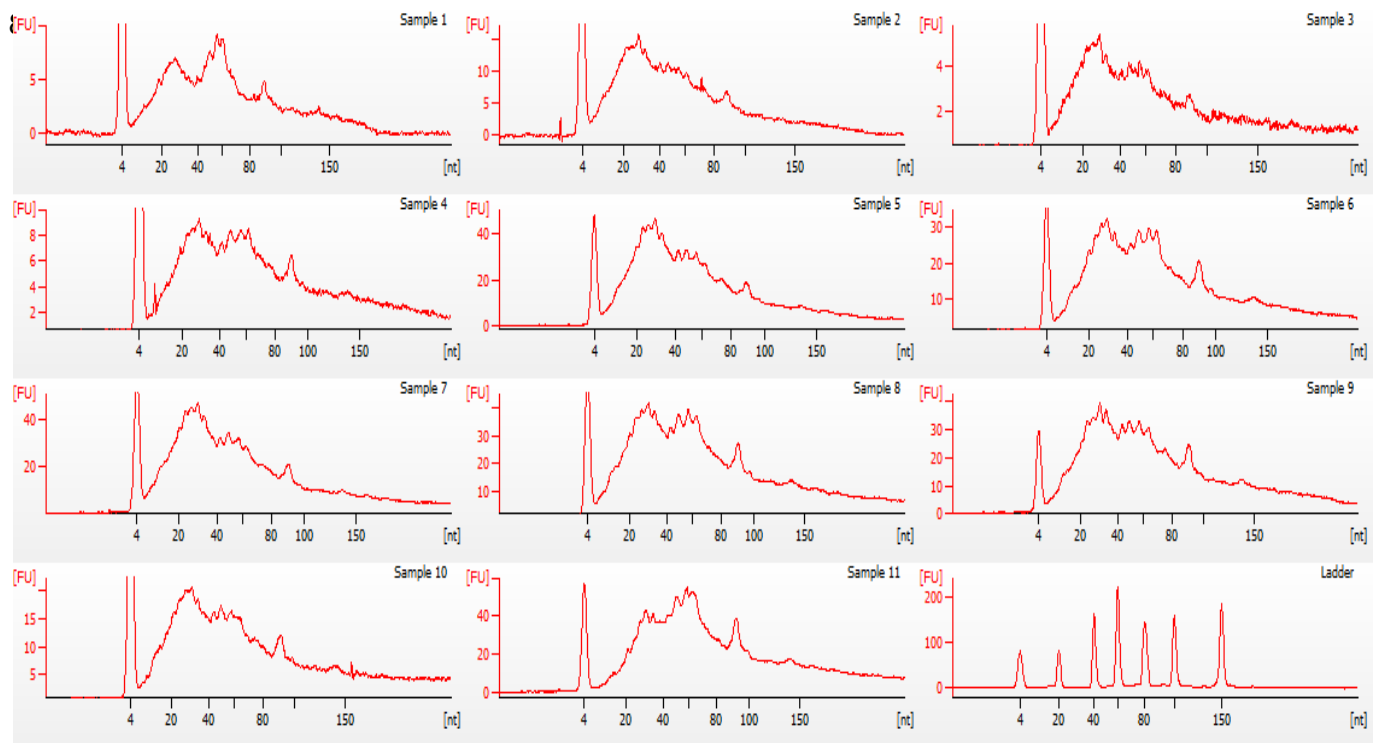 a
[FU] Sample 1
5
0
4 20 40 80 150 [nt]
[FU] Sample 2
10
5
0
4 20 40 80 150 [nt]
[FU] Sample 3
4
2
4 20 40 80 150 [nt]
[FU] Sample 4
8
6
4
2
4 20 40 80 100 150 [nt]
[FU] Sample 5
40
20
0
4 20 40 80 100 150 [nt]
[FU] Sample 6
30
20
10
4 20 40 80 100 150 [nt]
[FU] Sample 7
40
20
4 20 40 80 150 [nt]
[FU] Sample 8
30
20
10
4 20 40 80 100 150 [nt]
[FU] Sample 9
30
20
10
0
4 20 40 80 150 [nt]
[FU] Sample 10
15
10
5
4 20 40 80 150 [nt]
[FU] Sample 11
40
20
0
4 20 40 80 100 150 [nt]
[FU] Ladder
200
100
0
4 20 40 80 150 [nt]